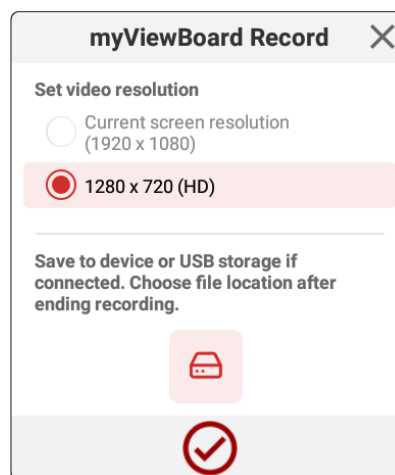 myViewBoard Record
Set video resolution
Current screen resolution
(1920 x 1080)
1280 x 720 (HD)
Save to device or USB storage if
connected. Choose file location after
ending recording.